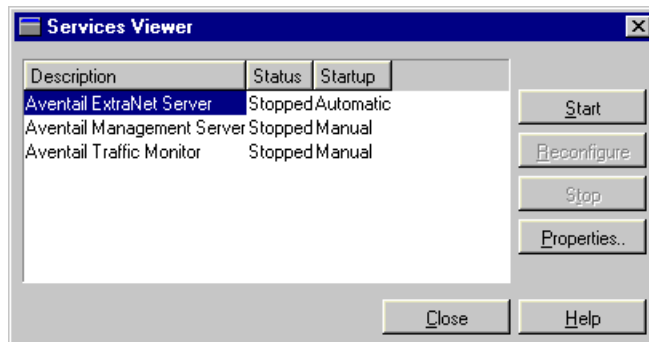 Services Viewer
Description Status Startup
Aventail ExtraNet Server Stopped Automatic
Aventail Management Server Stopped Manual
Aventail Traffic Monitor Stopped Manual
Start
Reconfigure
Stop
Properties..
Close Help